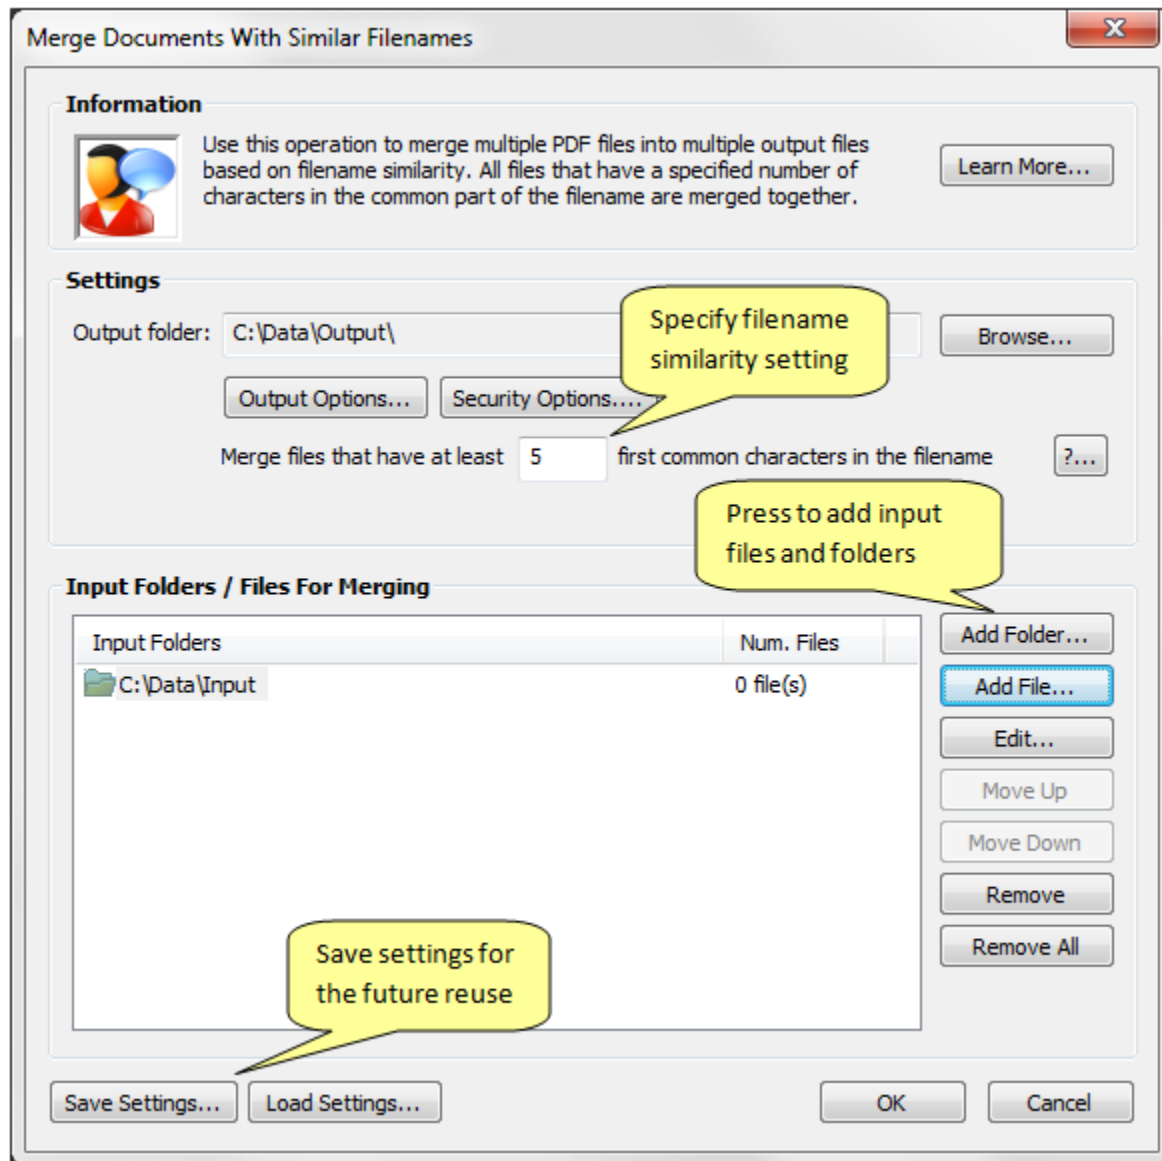 Merge Documents With Similar Filenames
X
Information
Use this operation to merge multiple PDF files into multiple output files
based on filename similarity. All files that have a specified number of
characters in the common part of the filename are merged together.
Learn More...
Settings
Output folder: C:\Data\Output\
Browse...
Specify filename
similarity setting
Output Options...
Security Options....
Merge files that have at least 5 first common characters in the filename
?...
Press to add input
files and folders
Input Folders / Files For Merging
Input Folders Num. Files
C:\Data\Input 0 file(s)
Add Folder...
Add File...
Edit...
Move Up
Move Down
Remove
Remove All
Save settings for
the future reuse
Save Settings...
Load Settings...
OK
Cancel